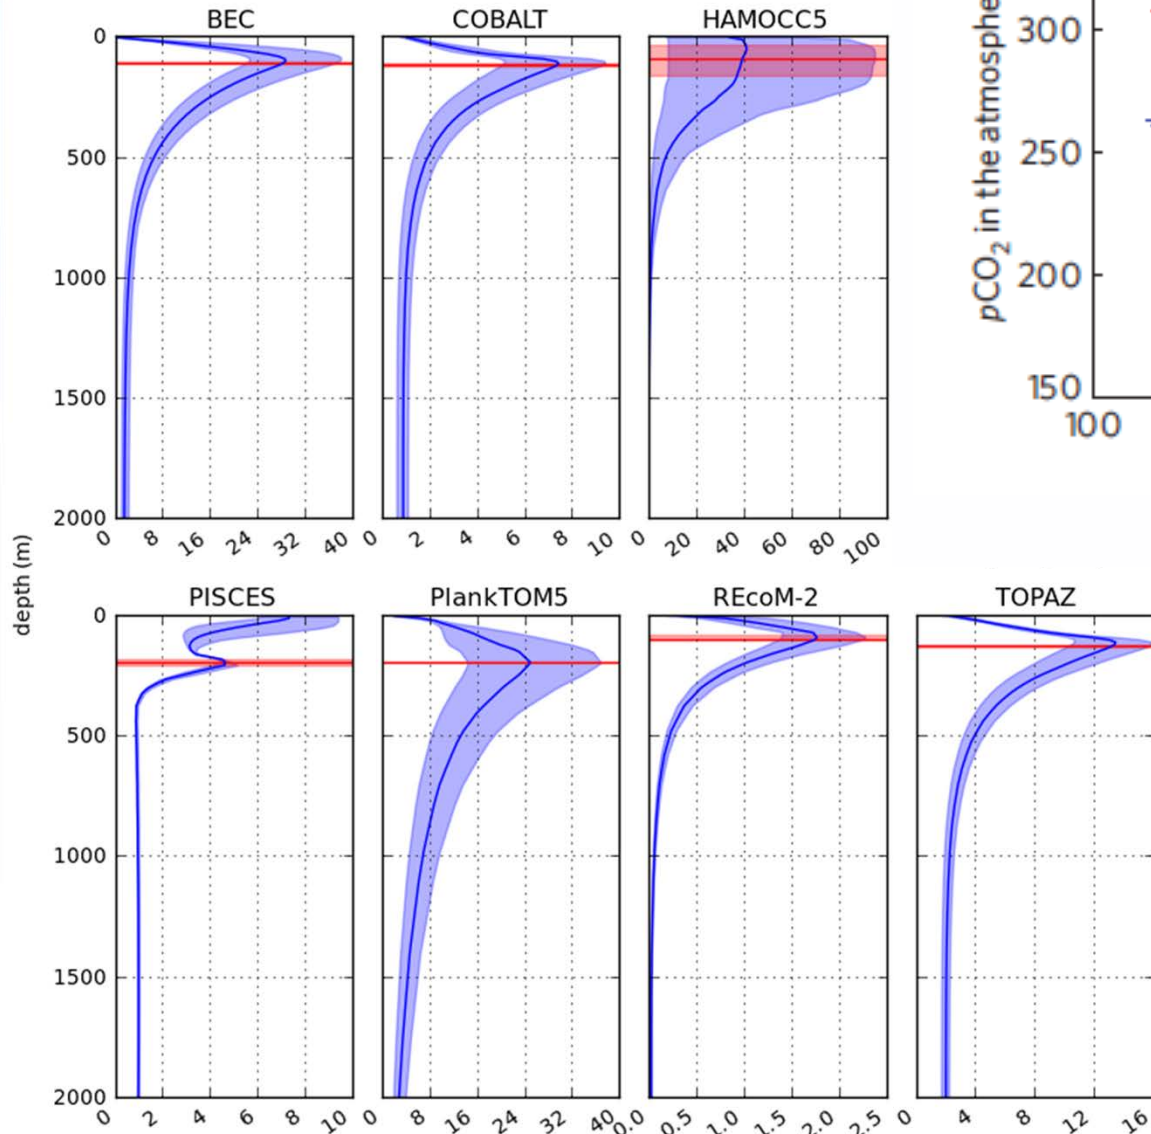 BEC
COBALT
HAMOCC5
0
500
1000
1500
2000
0 8 16 24 32 40
0 2 4 6 8 10
0 20 40 60 80 100
pCO2 in the atmosphe
300
250
200
150
100
depth (m)
PISCES
PlankTOM5
REcoM-2
TOPAZ
0
500
1000
1500
2000
0 2 4 6 8 10
0 8 16 24 32 40
0.0 0.5 1.0 1.5 2.0 2.5
0 4 8 12 16